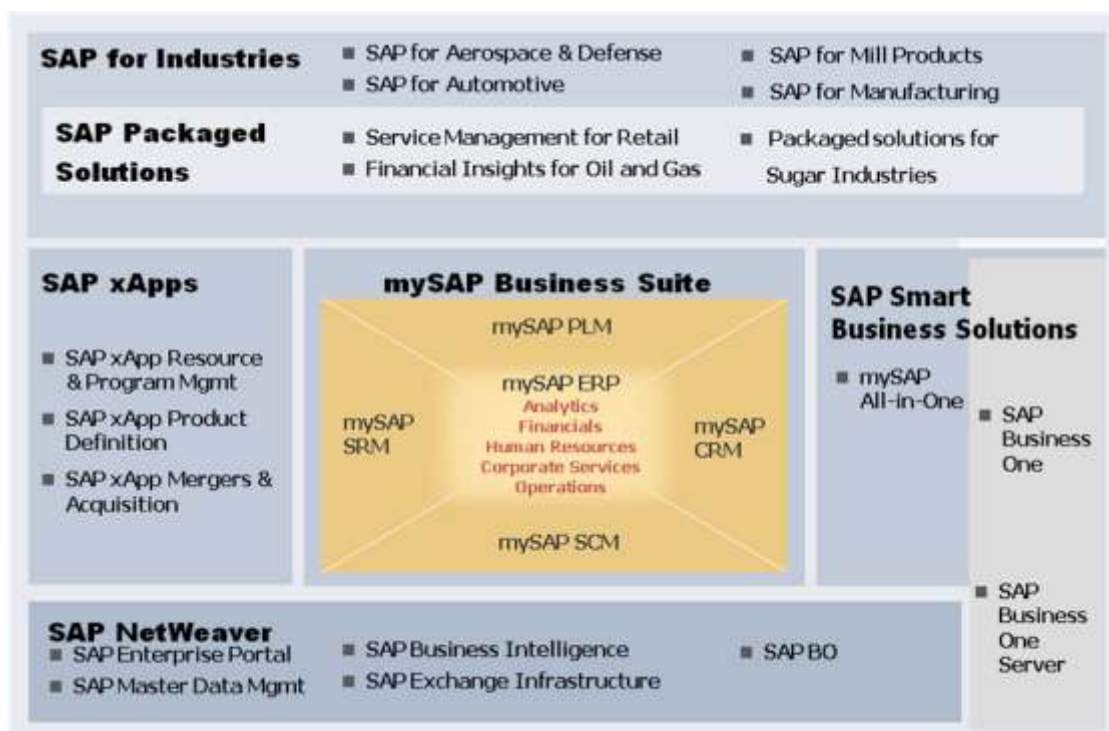 SAP for Industries
■ SAP for Aerospace & Defense
■ SAP for Automotive
■ SAP for Mill Products
■ SAP for Manufacturing
SAP Packaged
Solutions
■ Service Management for Retail
■ Financial Insights for Oil and Gas
■ Packaged solutions for
Sugar Industries
SAP xApps
■ SAP xApp Resource
& Program Mgmt
■ SAP xApp Product
Definition
■ SAP xApp Mergers &
Acquisition
mySAP Business Suite
mySAP PLM
mySAP
SRM
mySAP ERP
Analytics
Financials
Human Resources
Corporate Services
Operations
mySAP
CRM
mySAP SCM
SAP Smart
Business Solutions
■ mySAP
All-in-One
■ SAP
Business
One
■ SAP
Business
One
Server
SAP NetWeaver
■ SAP Enterprise Portal
■ SAP Master Data Mgmt
■ SAP Business Intelligence
■ SAP Exchange Infrastructure
■ SAP BO